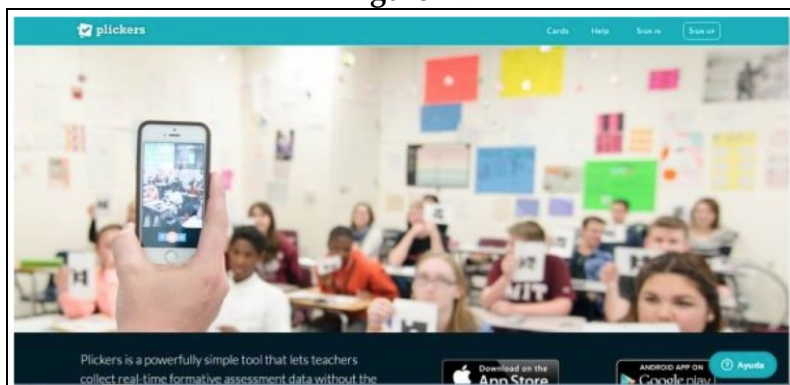 plickers
Cards Help Sign in Sign up
Plickers is a powerfully simple tool that lets teachers
collect real-time formative assessment data without the
Download on the
App Store
ANDROID APP ON
Google play
Ayuda